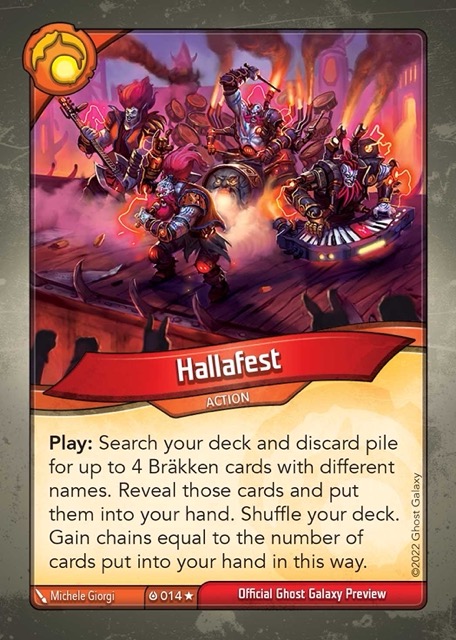 Hallafest
ACTION
Play: Search your deck and discard pile
for up to 4 Bräkken cards with different
names. Reveal those cards and put
them into your hand. Shuffle your deck.
Gain chains equal to the number of
cards put into your hand in this way.
©2022 Ghost Galaxy
Michele Giorgi
014★
Official Ghost Galaxy Preview